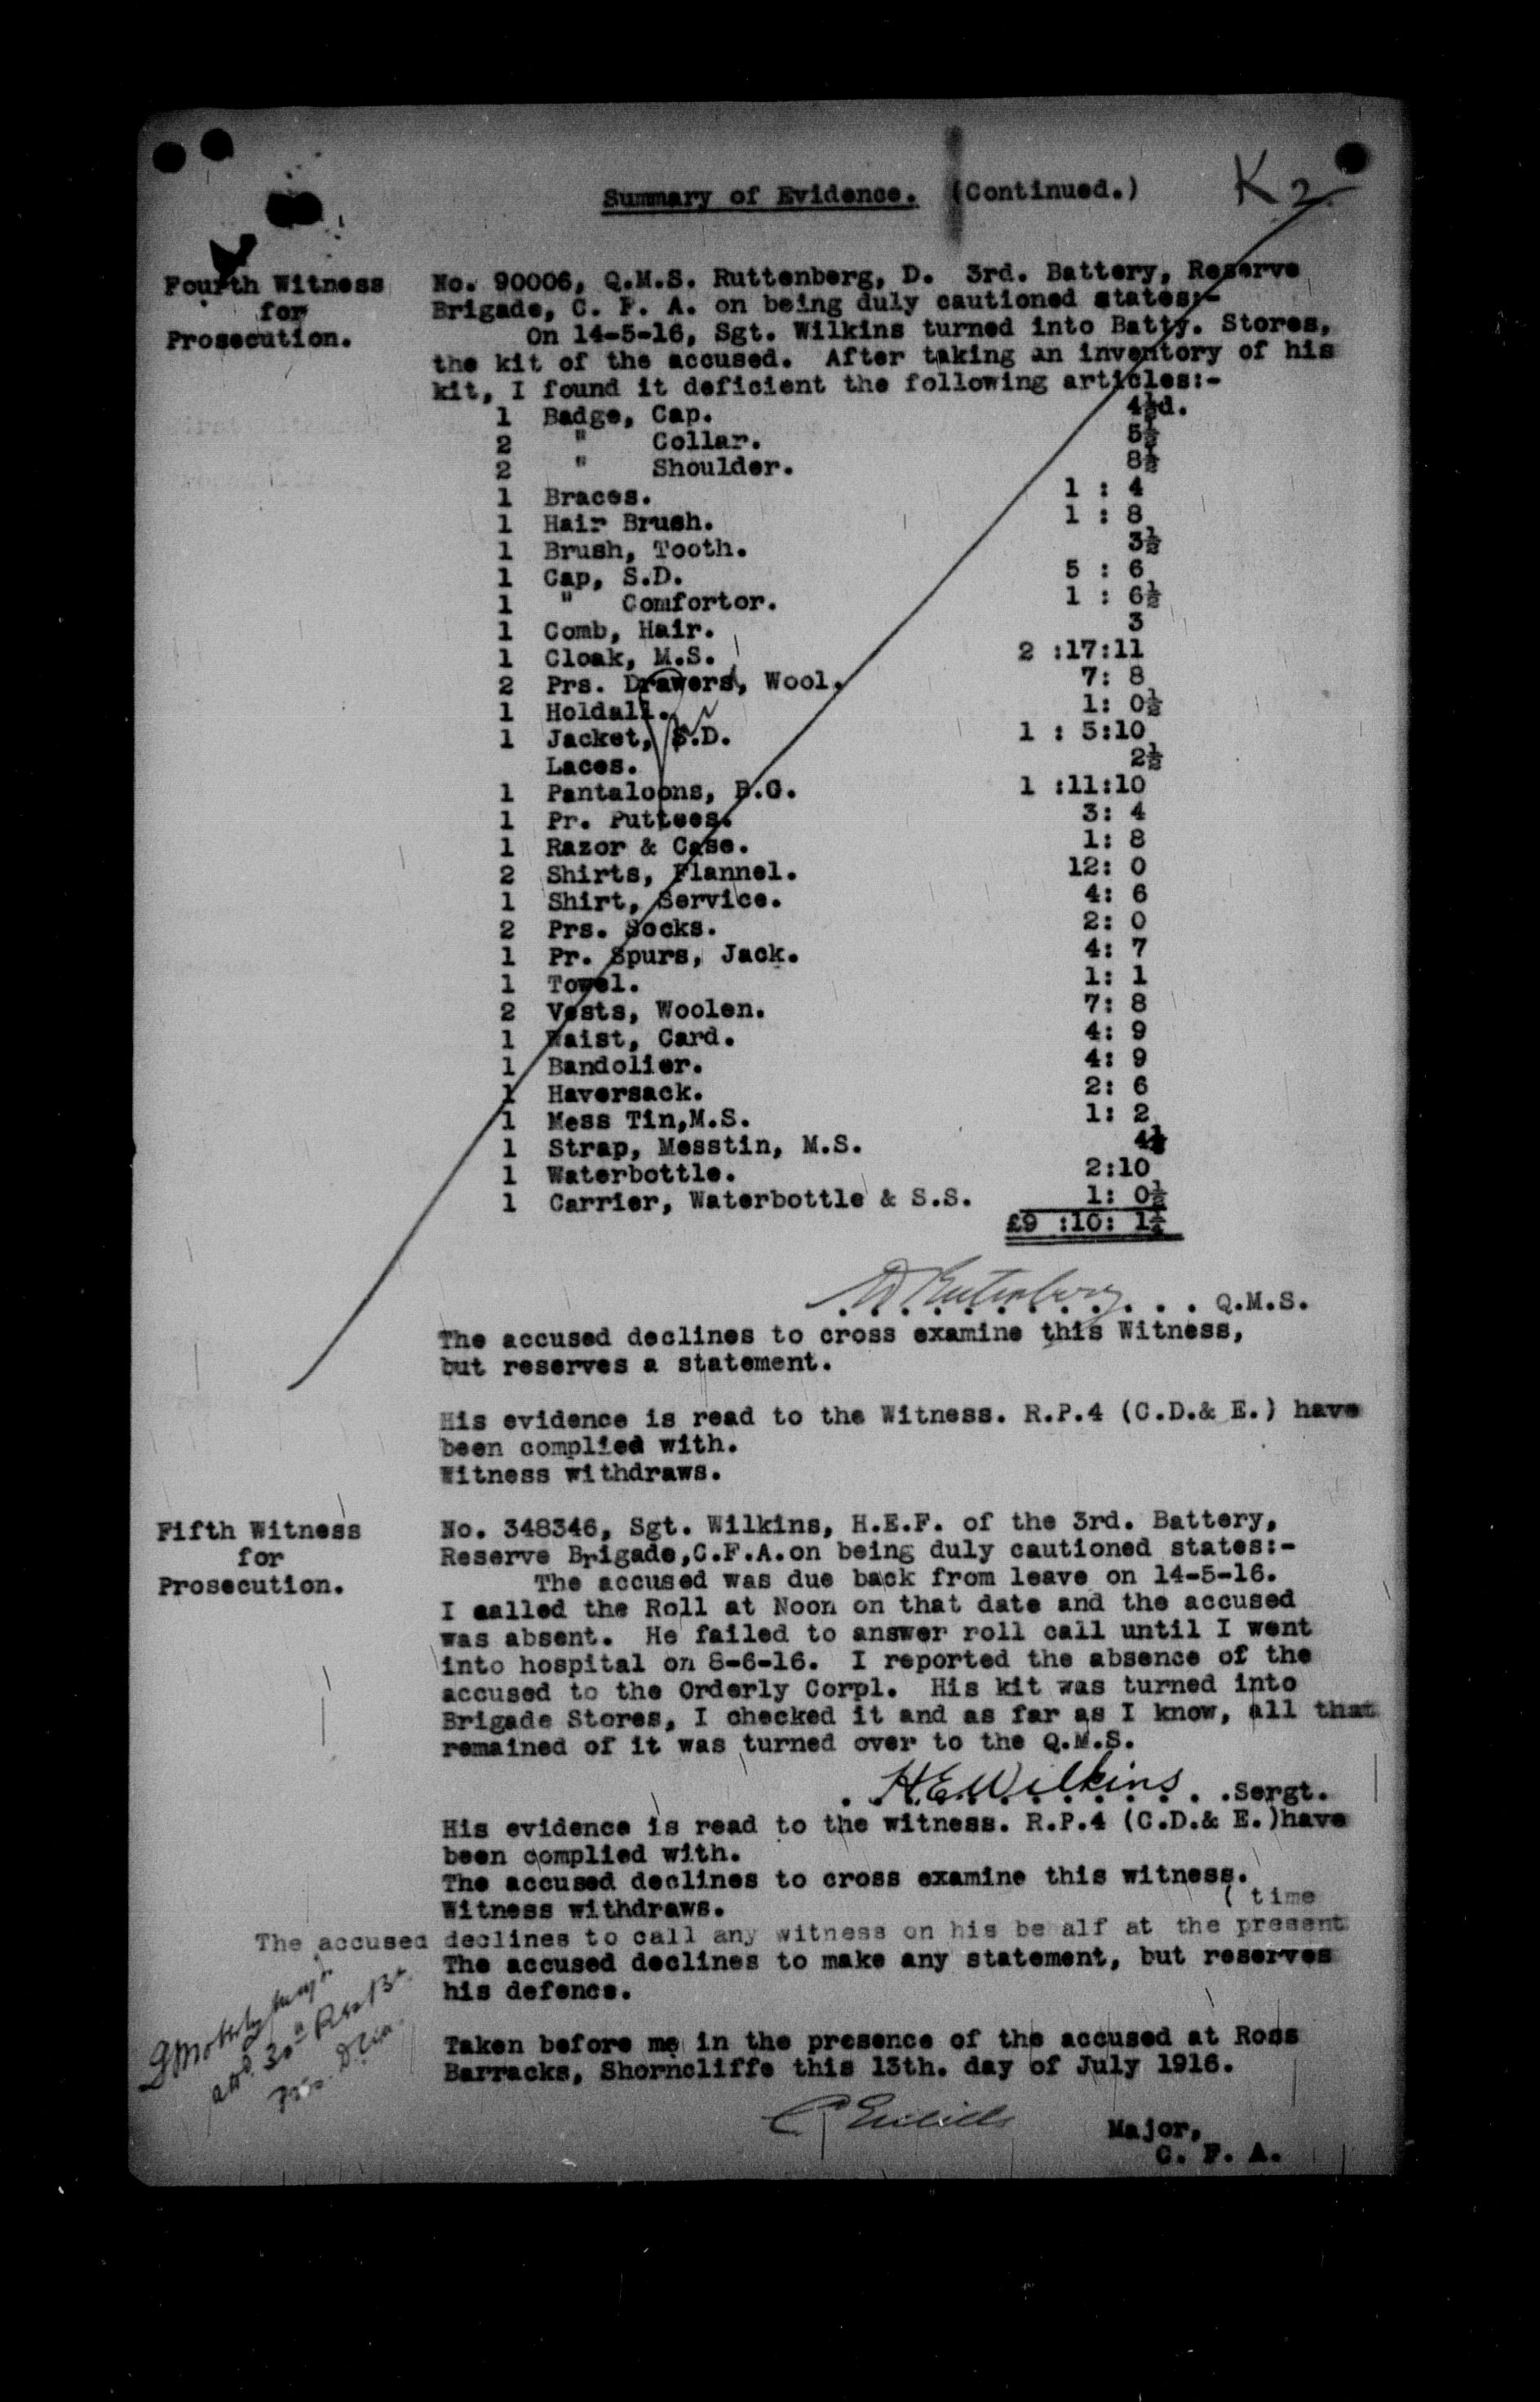 K 2
Summary of Evidence. (Continued.)
Fourth Witness
for
Prosecution.
No. 90006, Q.M.S. Ruttenberg, D. 3rd. Battery, Reserve
Brigade, C. F. A. on being duly cautioned states:-
On 14-5-16, Sgt. Wilkins turned into Batty. Stores,
the kit of the accused. After taking an inventory of his
kit, I found it deficient the following articles:-
1 Badge, Cap. 4½d.
2 " Collar. 5½
2 " Shoulder. 8½
1 Braces. 1 : 4
1 Hair Brush. 1 : 8
1 Brush, Tooth. 3½
1 Cap, S.D. 5 : 6
1 " Comfortor. 1 : 6½
1 Comb, Hair. 3
1 Cloak, M.S. 2 :17:11
2 Prs. Drawers, Wool. 7: 8
1 Holdall. 1: 0½
1 Jacket, S.D. 1 : 5:10
Laces. 2½
1 Pantaloons, B.C. 1 :11:10
1 Pr. Puttees. 3: 4
1 Razor & Case. 1: 8
2 Shirts, Flannel. 12: 0
1 Shirt, Service. 4: 6
2 Prs. Socks. 2: 0
1 Pr. Spurs, Jack. 4: 7
1 Towel. 1: 1
2 Vests, Woolen. 7: 8
1 Waist, Card. 4: 9
1 Bandolier. 4: 9
1 Haversack. 2: 6
1 Mess Tin,M.S. 1: 2
1 Strap, Messtin, M.S. 4½
1 Waterbottle. 2:10
1 Carrier, Waterbottle & S.S. 1: 0½
£9 :10: 1½
D Rutenberg . . . Q.M.S.
The accused declines to cross examine this Witness,
but reserves a statement.
His evidence is read to the Witness. R.P.4 (C.D.& E.) have
been complied with.
Witness withdraws.
Fifth Witness
for
Prosecution.
No. 348346, Sgt. Wilkins, H.E.F. of the 3rd. Battery,
Reserve Brigade,C.F.A.on being duly cautioned states:-
The accused was due back from leave on 14-5-16.
I called the Roll at Noon on that date and the accused
was absent. He failed to answer roll call until I went
into hospital on 8-6-16. I reported the absence of the
accused to the Orderly Corpl. His kit was turned into
Brigade Stores, I checked it and as far as I know, all that
remained of it was turned over to the Q.M.S.
H.E.Wilkins . .Sergt.
His evidence is read to the witness. R.P.4 (C.D.& E.)have
been complied with.
The accused declines to cross examine this witness.
Witness withdraws.
( time
The accused declines to call any witness on his behalf at the present
The accused declines to make any statement, but reserves
his defence.
Taken before me in the presence of the accused at Ross
Barracks, Shorncliffe this 13th. day of July 1916.
Major,
C. F. A.